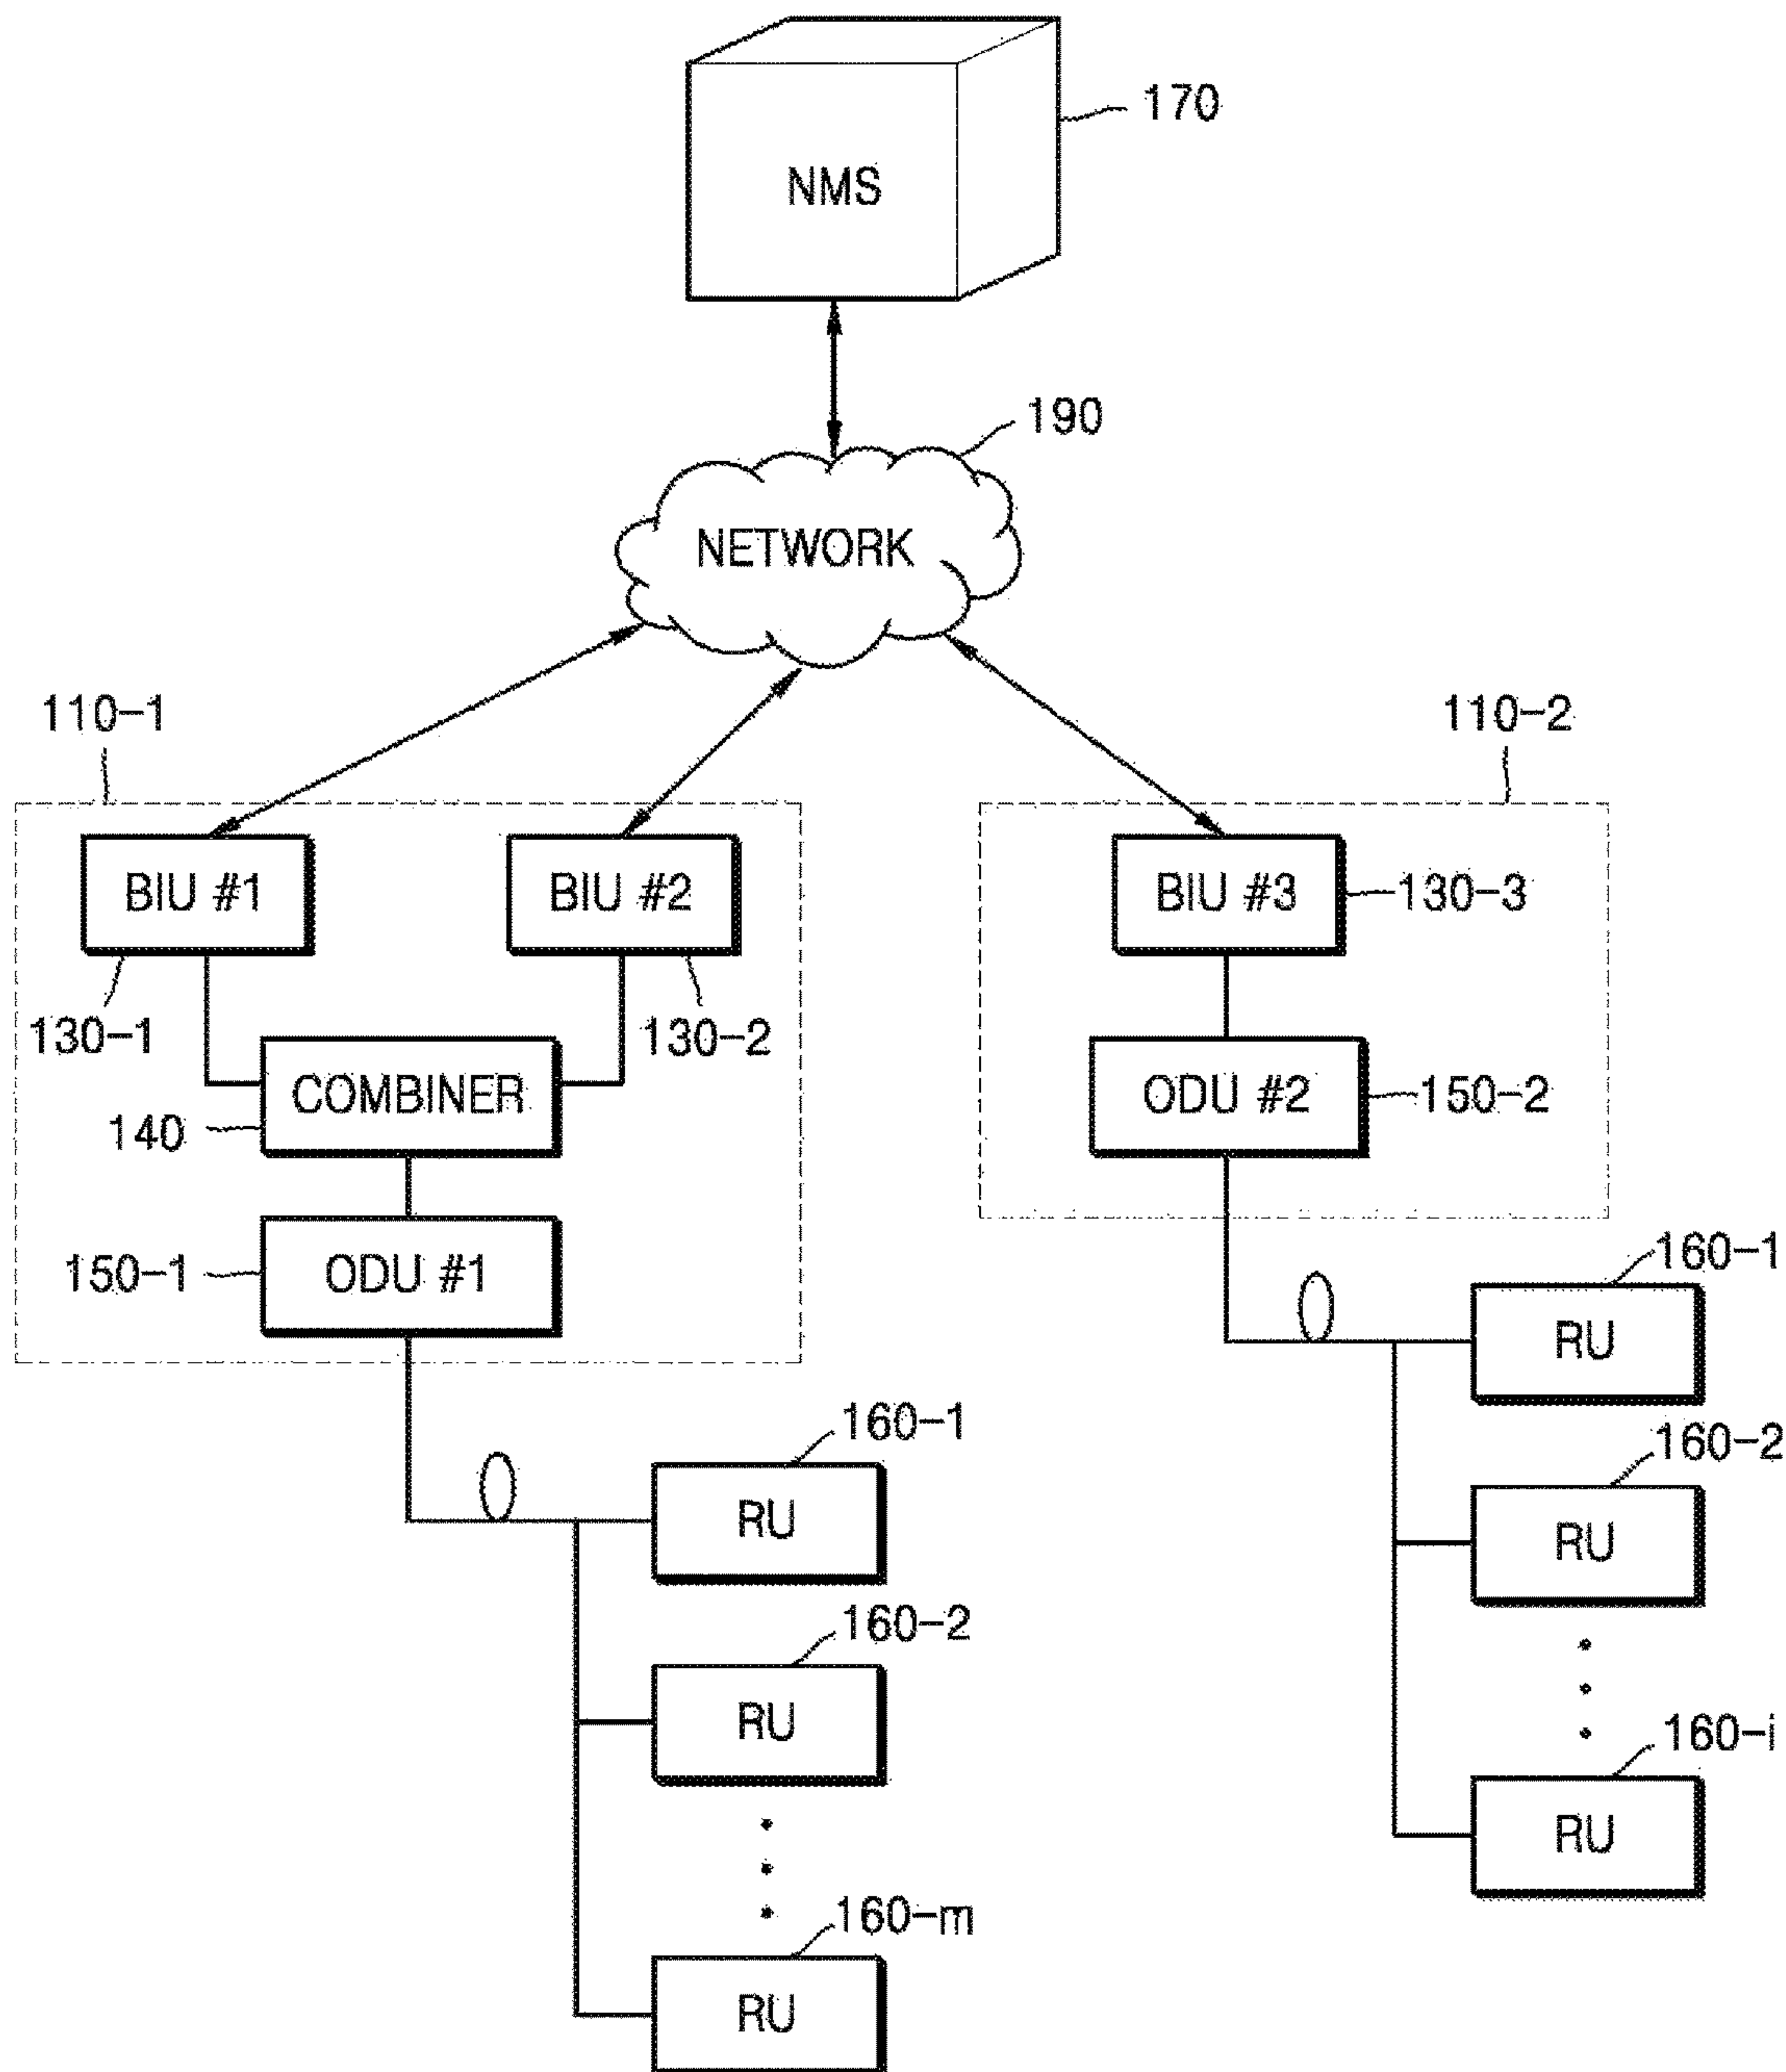 170
NMS
190
NETWORK
110-1
110-2
BIU #1
BIU #2
BIU #3
130-3
130-1
130-2
COMBINER
140
ODU #2
150-2
150-1
ODU #1
160-1
RU
160-2
RU
160-i
RU
160-1
RU
160-2
RU
160-m
RU